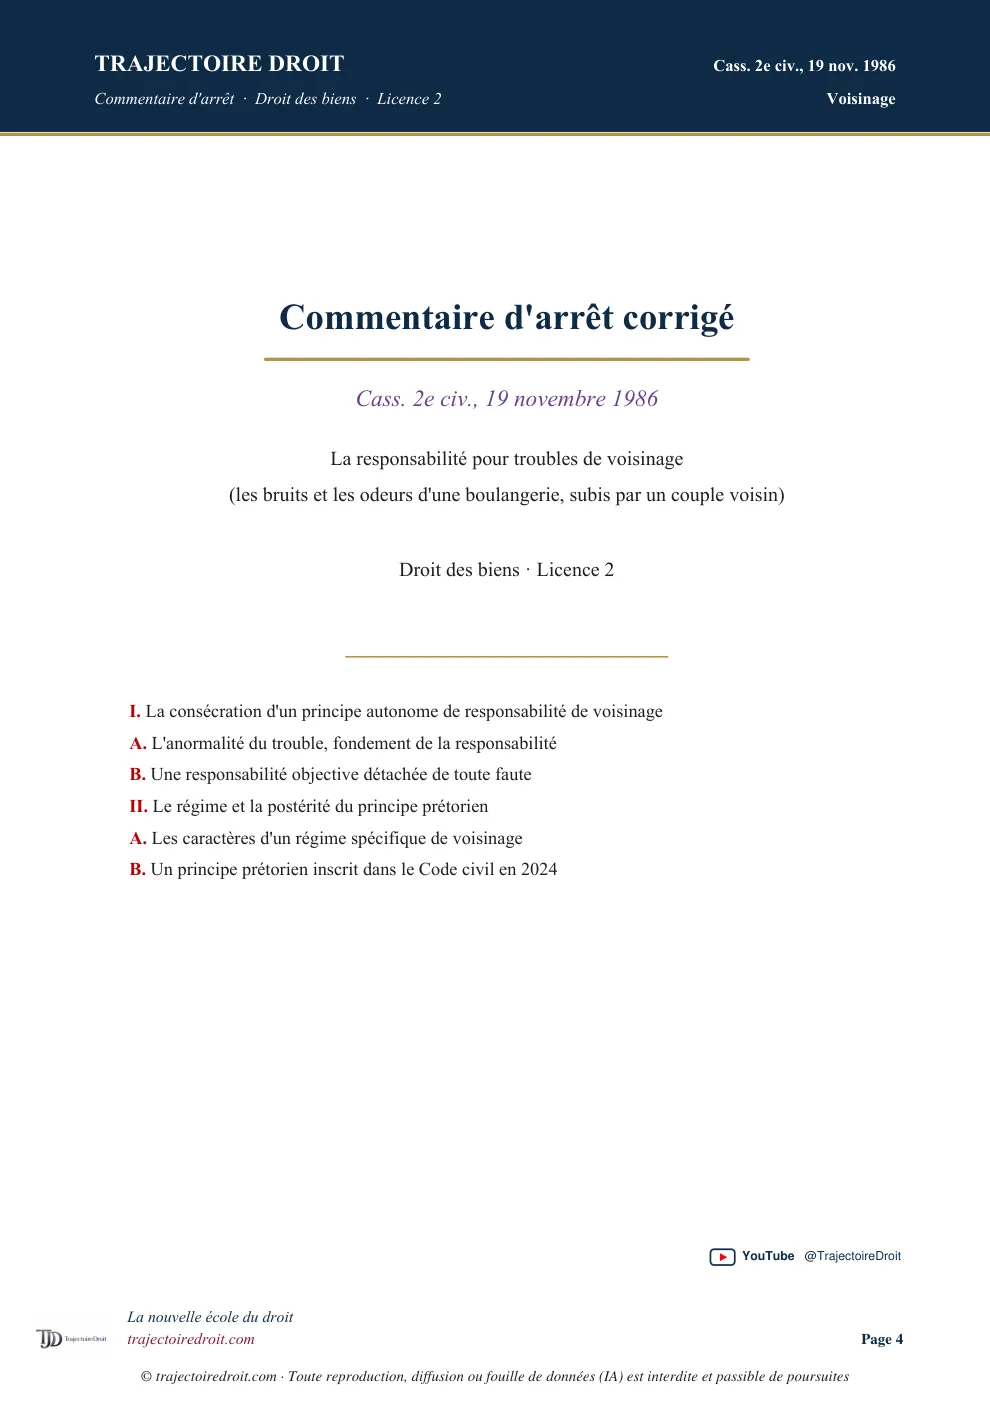 TRAJECTOIRE DROIT
Cass. 2e civ., 19 nov. 1986
Commentaire d'arrêt · Droit des biens · Licence 2
Voisinage
Commentaire d'arrêt corrigé
Cass. 2e civ., 19 novembre 1986
La responsabilité pour troubles de voisinage
(les bruits et les odeurs d'une boulangerie, subis par un couple voisin)
Droit des biens · Licence 2
I. La consécration d'un principe autonome de responsabilité de voisinage
A. L'anormalité du trouble, fondement de la responsabilité
B. Une responsabilité objective détachée de toute faute
II. Le régime et la postérité du principe prétorien
A. Les caractères d'un régime spécifique de voisinage
B. Un principe prétorien inscrit dans le Code civil en 2024
YouTube @TrajectoireDroit
La nouvelle école du droit
TJD TrajectoireDroit
trajectoiredroit.com
Page 4
© trajectoiredroit.com · Toute reproduction, diffusion ou fouille de données (IA) est interdite et passible de poursuites